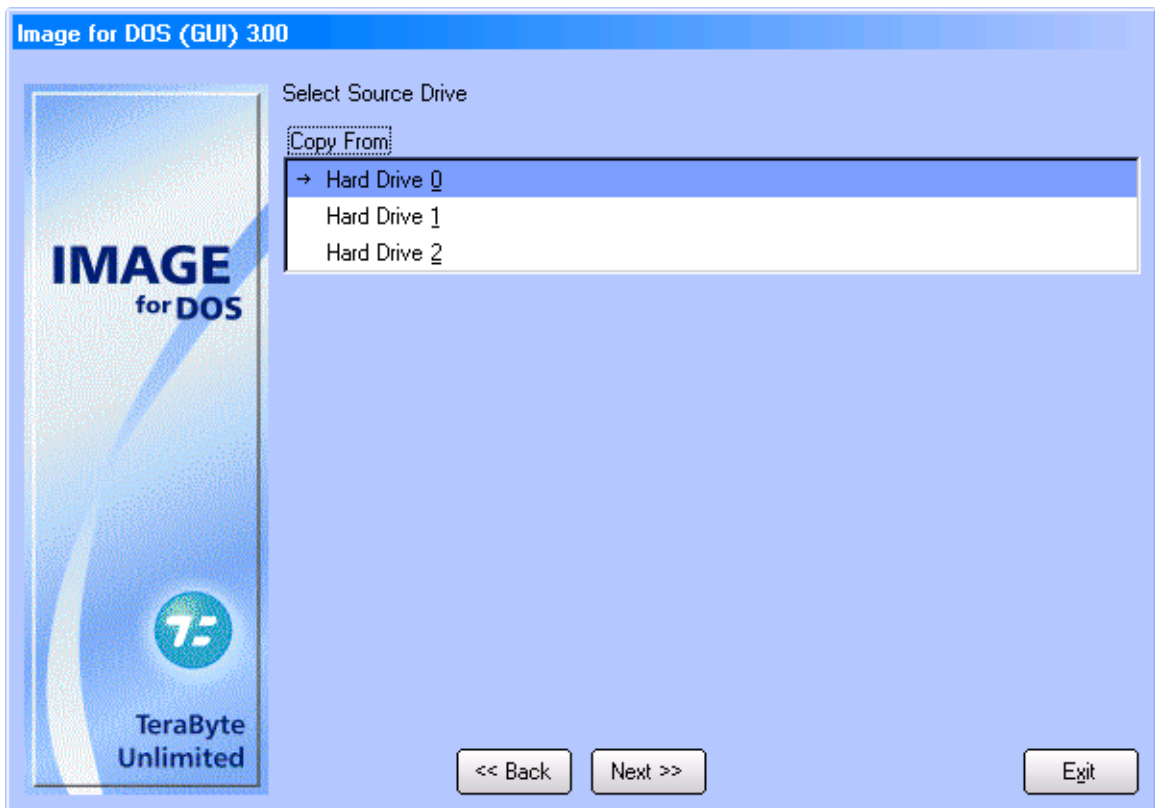 Image for DOS (GUI) 3.00
Select Source Drive
Copy From
→ Hard Drive 0
Hard Drive 1
Hard Drive 2
IMAGE
for DOS
TeraByte
Unlimited
<< Back
Next >>
Exit